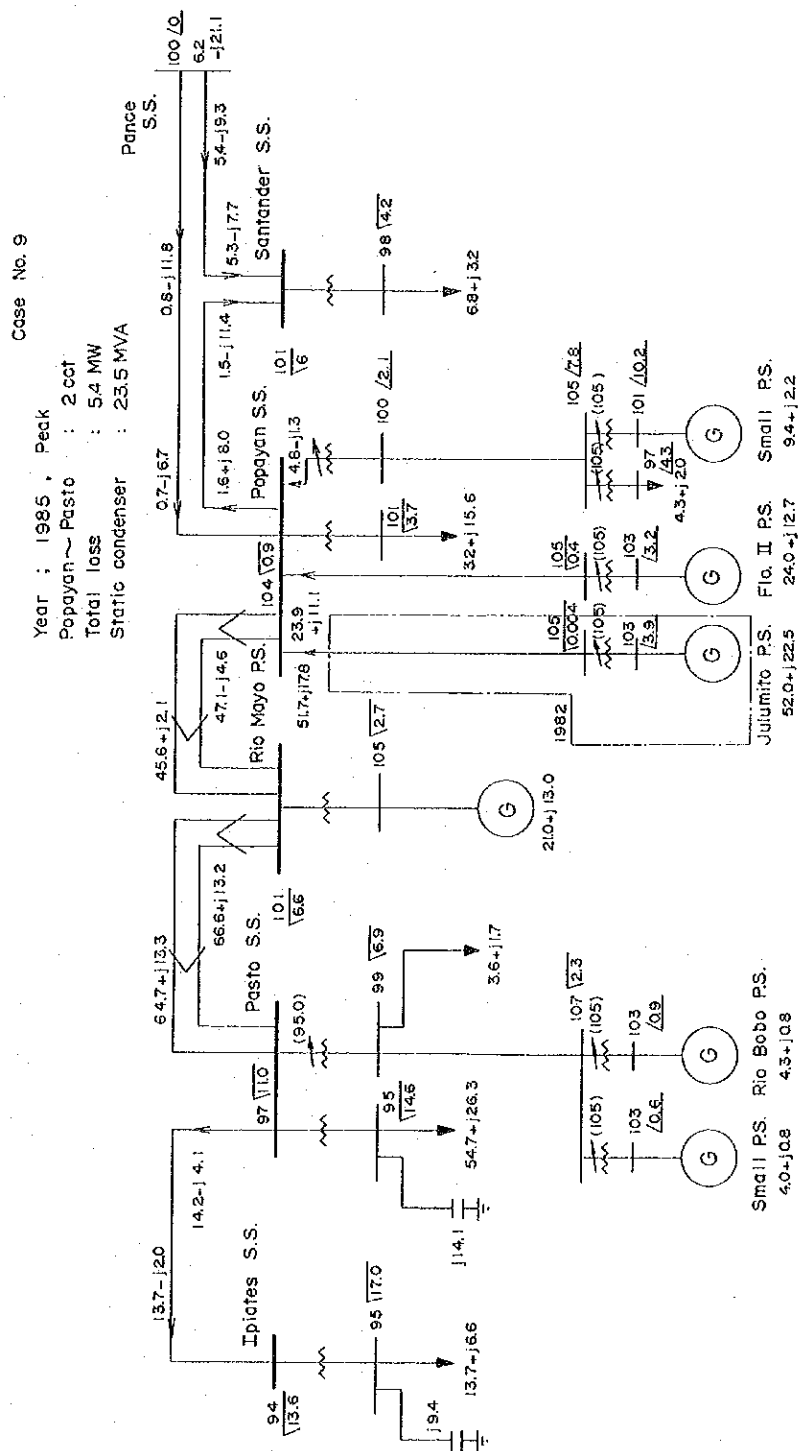 Case No. 9
Year ; 1985 , Peak
Popayan~Pasto : 2 cct
Total loss : 5.4 MW
Static condenser : 23.5 MVA
Pance
S.S.
100 /0
6.2
-j21.1
0.8-j11.8
0.7-j6.7
5.4-j9.3
5.3-j7.7
Santander S.S.
1.5-j11.4
1.6+j8.0
101
\6
98 \4.2
6.8+j3.2
Popayan S.S.
104 \0.9
4.8-j1.3
100 /2.1
101
\3.7
32+j15.6
23.9
+j11.1
51.7+j17.8
105 /7.8
(105)
(105)
101 /10.2
97
/4.3
4.3+j2.0
G
Small P.S.
9.4+j2.2
105
\0.4
(105)
103
/3.2
G
Flo. II P.S.
24.0+j12.7
105
\0.004
(105)
103
/3.9
G
Julumito P.S.
52.0+j22.5
1982
45.6+j2.1
47.1-j4.6
Rio Mayo P.S.
101
\6.6
105 \2.7
G
21.0+j13.0
64.7+j13.3
66.6+j13.2
Pasto S.S.
97 \11.0
(95.0)
99 \6.9
3.6+j1.7
95
\14.6
54.7+j26.3
j14.1
107 \2.3
(105)
(105)
103
/0.9
103
/0.6
G
G
Rio Bobo P.S.
4.3+j0.8
Small P.S.
4.0+j0.8
14.2-j4.1
13.7-j2.0
Ipiates S.S.
94
\13.6
95 \17.0
13.7+j6.6
j9.4